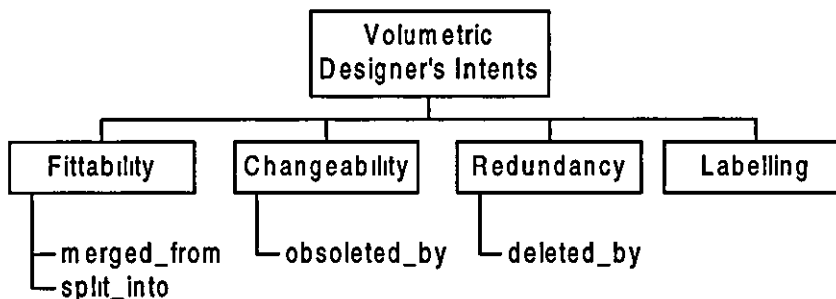 Volumetric
Designer's Intents
Fittability
Changeability
Redundancy
Labelling
merged_from
split_into
obsoleted_by
deleted_by